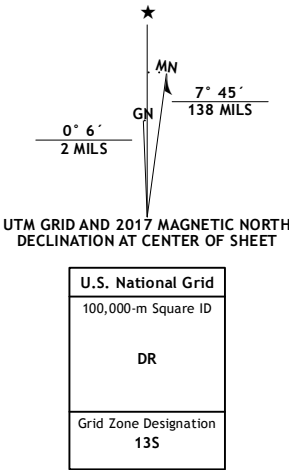 ★
MN
7° 45´
138 MILS
GN
0° 6´
2 MILS
UTM GRID AND 2017 MAGNETIC NORTH
DECLINATION AT CENTER OF SHEET
U.S. National Grid
100,000-m Square ID
DR
Grid Zone Designation
13S